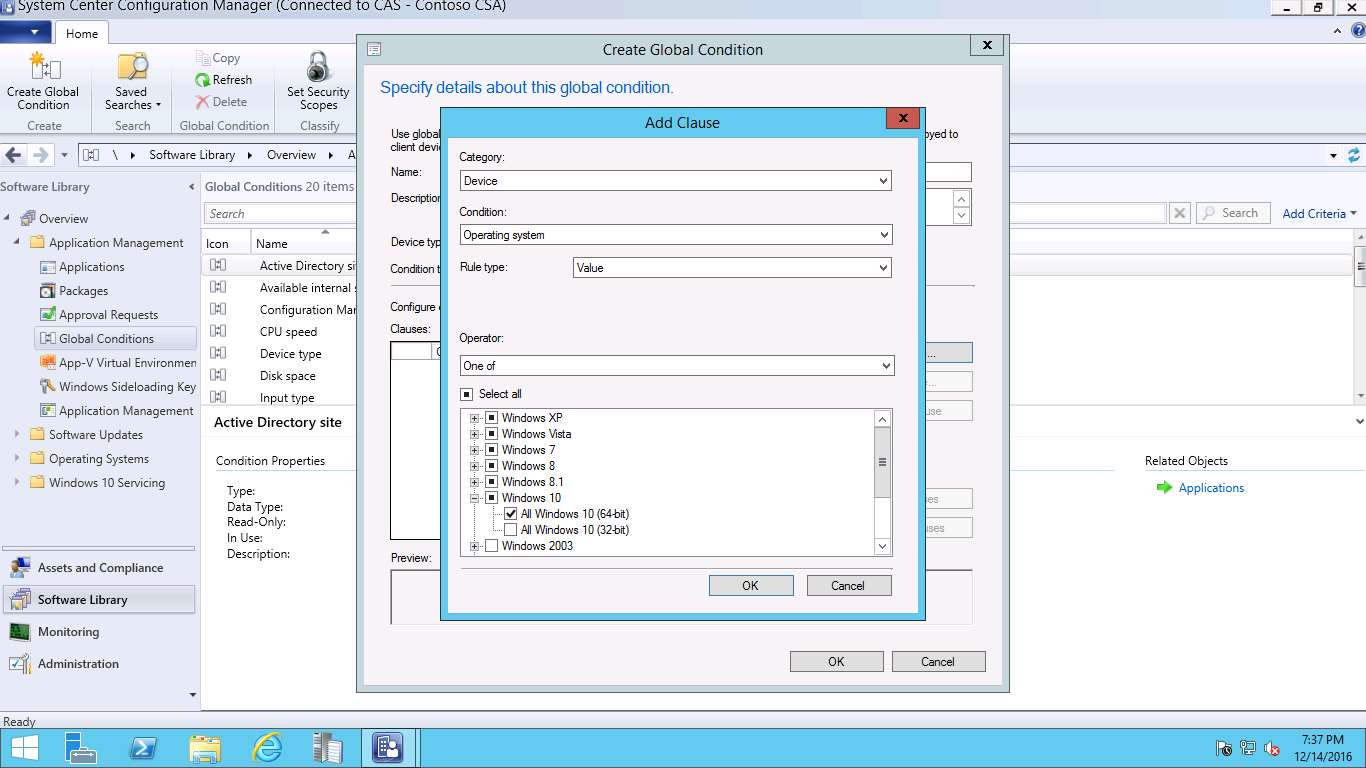 System Center Configuration Manager (Connected to CAS - Contoso CSA)
Home
Create Global Condition
Saved Searches
Copy
Refresh
Delete
Set Security Scopes
Create
Search
Global Condition
Classify
\ Software Library Overview A
Software Library
Overview
Application Management
Applications
Packages
Approval Requests
Global Conditions
App-V Virtual Environmen
Windows Sideloading Key
Application Management
Software Updates
Operating Systems
Windows 10 Servicing
Assets and Compliance
Software Library
Monitoring
Administration
Global Conditions 20 items
Search
Search
Add Criteria
Icon Name
Active Directory si
Available internal s
Configuration Mar
CPU speed
Device type
Disk space
Input type
Active Directory site
Condition Properties
Type:
Data Type:
Read-Only:
In Use:
Description:
Related Objects
Applications
Create Global Condition
Specify details about this global condition.
Use globa
oyed to
client devi
Name:
Description
Device typ
Condition t
Configure
Clauses:
...
use
Preview:
OK
Cancel
Add Clause
Category:
Device
Condition:
Operating system
Rule type:
Value
Operator:
One of
Select all
Windows XP
Windows Vista
Windows 7
Windows 8
Windows 8.1
Windows 10
All Windows 10 (64-bit)
All Windows 10 (32-bit)
Windows 2003
OK
Cancel
Ready
7:37 PM
12/14/2016